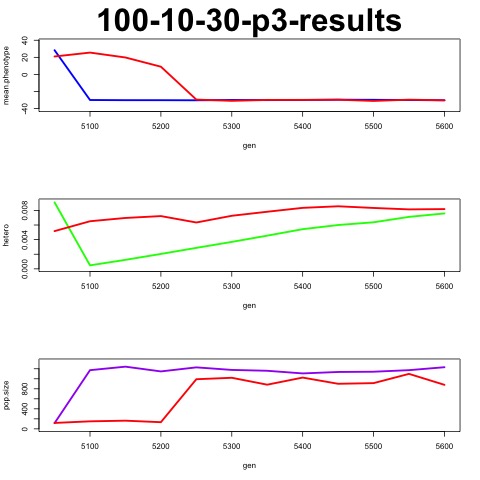 100-10-30-p3-results
mean.phenotype
40
20
0
-40
5100 5200 5300 5400 5500 5600
gen
hetero
0.008
0.004
0.000
5100 5200 5300 5400 5500 5600
gen
pop.size
800
400
0
5100 5200 5300 5400 5500 5600
gen